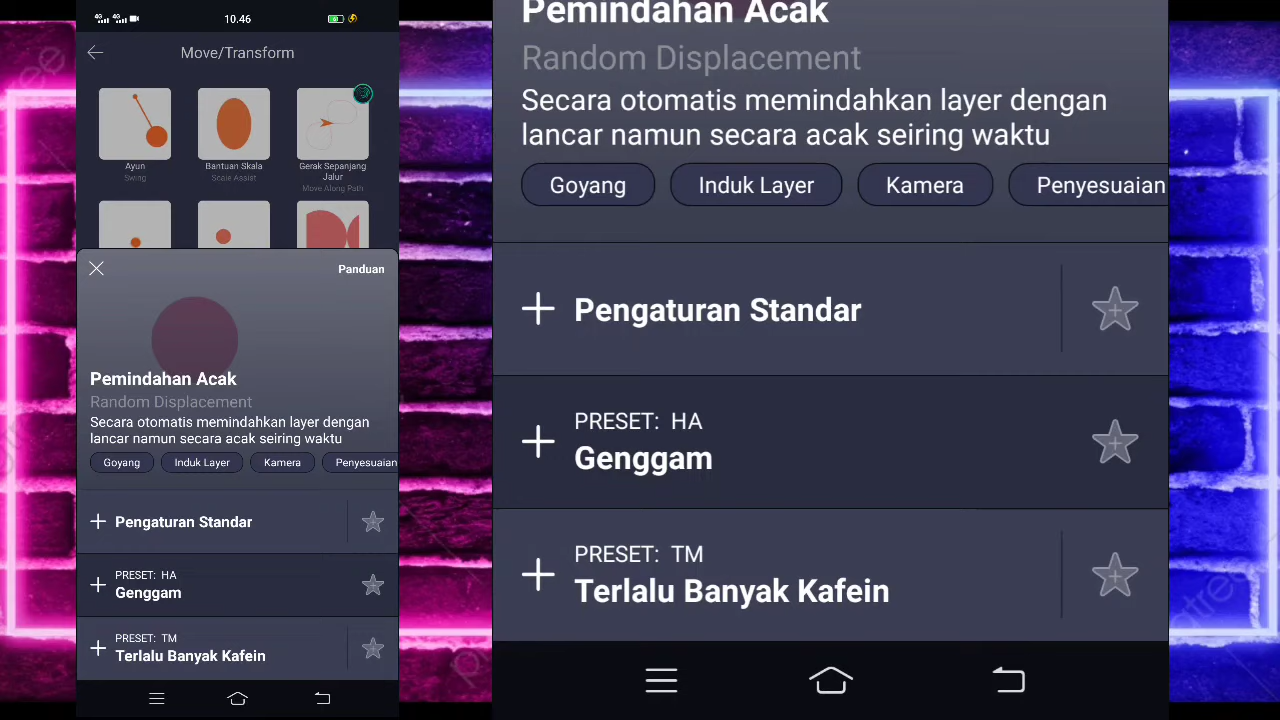 4G 4G
10.46
Move/Transform
Ayun
Swing
Bantuan Skala
Scale Assist
Gerak Sepanjang
Jalur
Move Along Path
Panduan
Pemindahan Acak
Random Displacement
Secara otomatis memindahkan layer dengan
lancar namun secara acak seiring waktu
Goyang
Induk Layer
Kamera
Penyesuaian
Pengaturan Standar
PRESET: HA
Genggam
PRESET: TM
Terlalu Banyak Kafein
Pemindahan Acak
Random Displacement
Secara otomatis memindahkan layer dengan
lancar namun secara acak seiring waktu
Goyang
Induk Layer
Kamera
Penyesuaian
Pengaturan Standar
PRESET: HA
Genggam
PRESET: TM
Terlalu Banyak Kafein